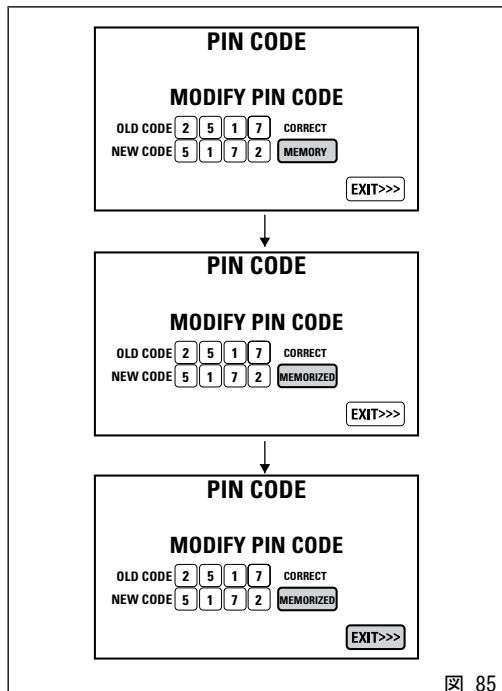 PIN CODE
MODIFY PIN CODE
OLD CODE 2 5 1 7 CORRECT
NEW CODE 5 1 7 2 MEMORY
EXIT>>>
PIN CODE
MODIFY PIN CODE
OLD CODE 2 5 1 7 CORRECT
NEW CODE 5 1 7 2 MEMORIZED
EXIT>>>
PIN CODE
MODIFY PIN CODE
OLD CODE 2 5 1 7 CORRECT
NEW CODE 5 1 7 2 MEMORIZED
EXIT>>>
図 85